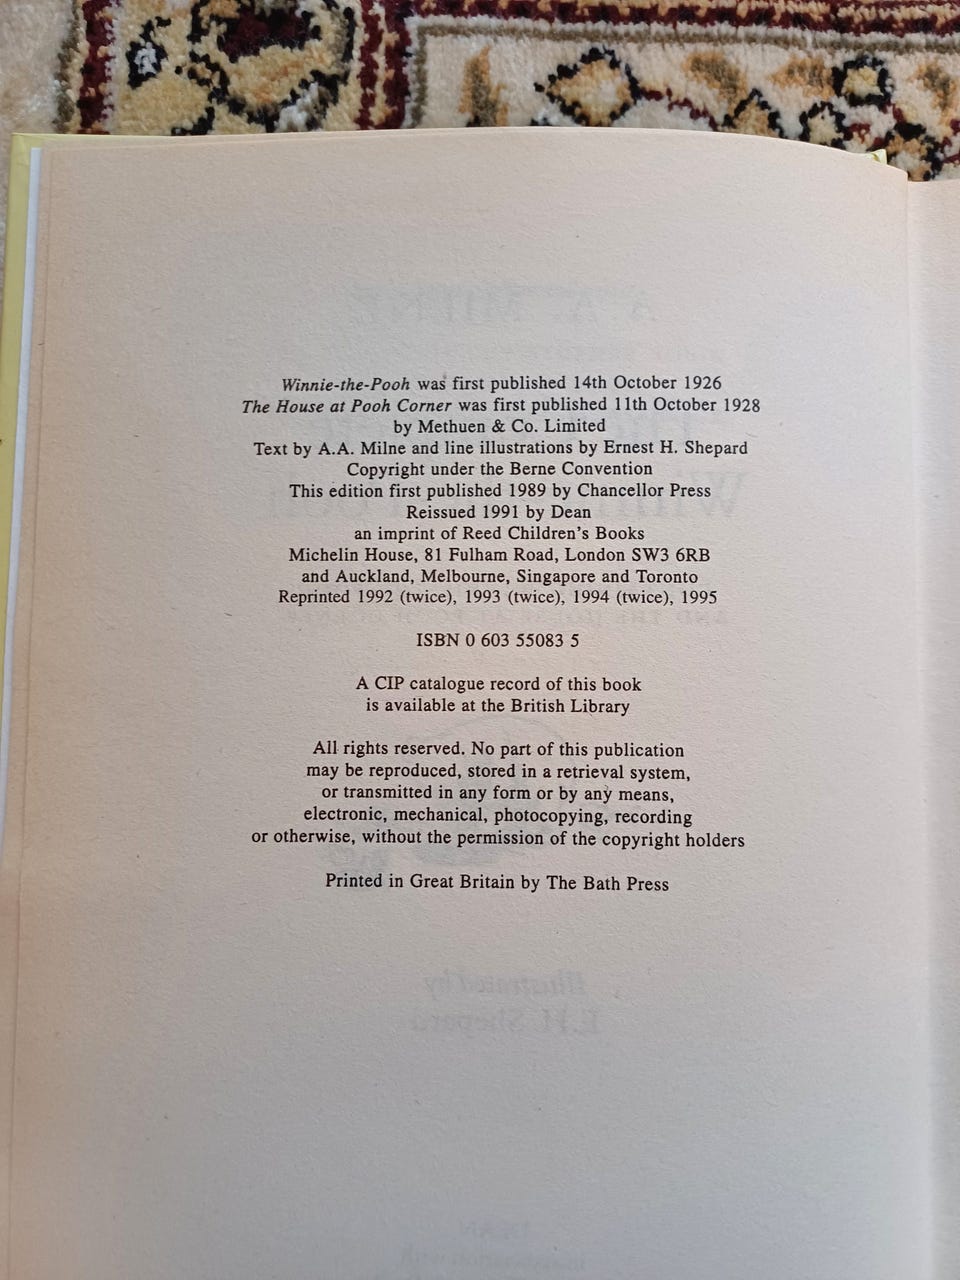 Winnie-the-Pooh was first published 14th October 1926
The House at Pooh Corner was first published 11th October 1928
by Methuen & Co. Limited
Text by A.A. Milne and line illustrations by Ernest H. Shepard
Copyright under the Berne Convention
This edition first published 1989 by Chancellor Press
Reissued 1991 by Dean
an imprint of Reed Children's Books
Michelin House, 81 Fulham Road, London SW3 6RB
and Auckland, Melbourne, Singapore and Toronto
Reprinted 1992 (twice), 1993 (twice), 1994 (twice), 1995
ISBN 0 603 55083 5
A CIP catalogue record of this book
is available at the British Library
All rights reserved. No part of this publication
may be reproduced, stored in a retrieval system,
or transmitted in any form or by any means,
electronic, mechanical, photocopying, recording
or otherwise, without the permission of the copyright holders
Printed in Great Britain by The Bath Press